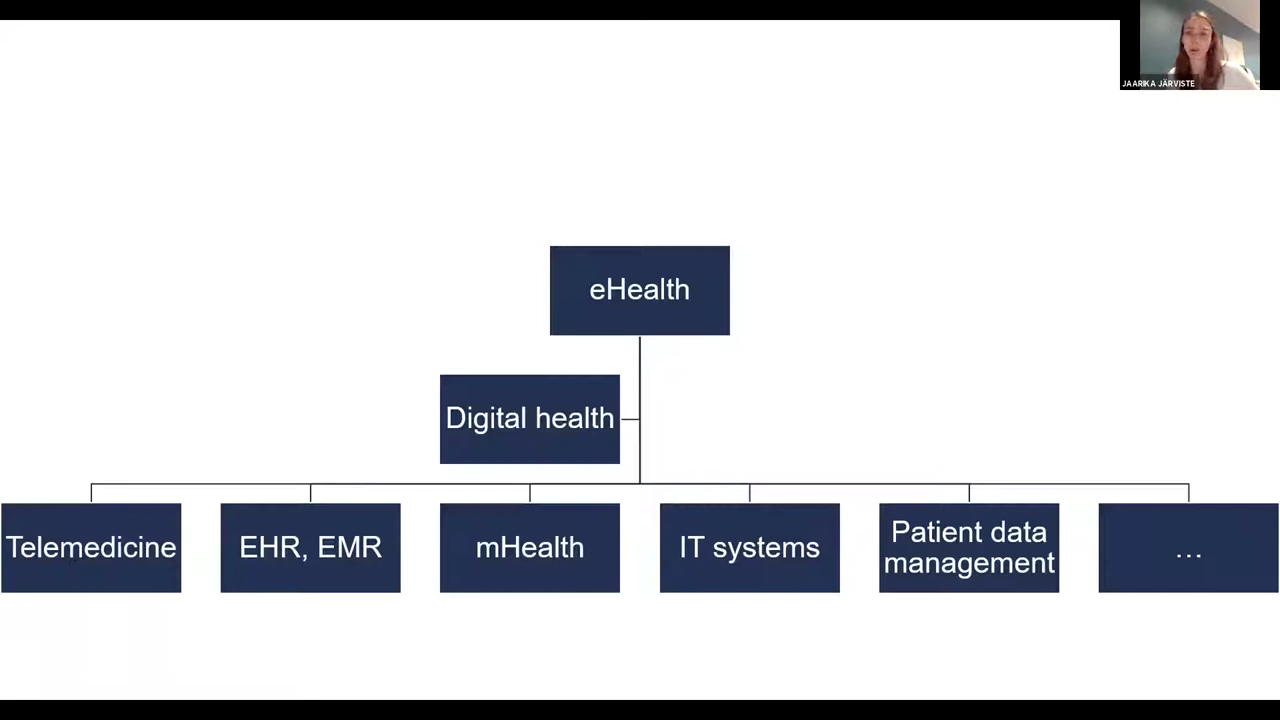 JAARIKA JÄRVISTE
eHealth
Digital health
Telemedicine
EHR, EMR
mHealth
IT systems
Patient data
management
...